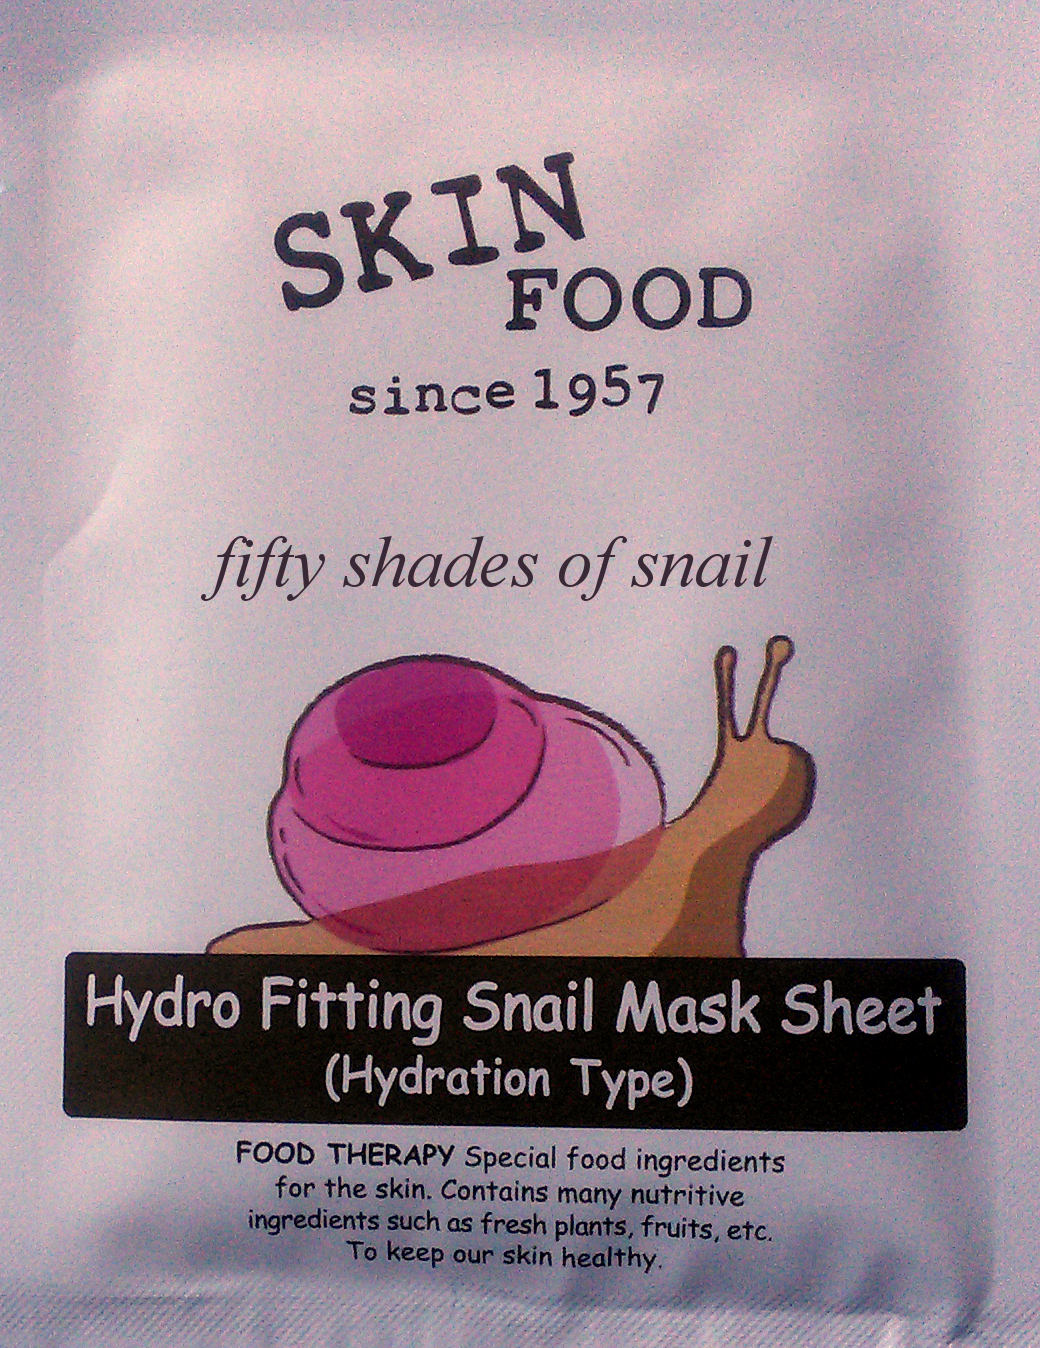 SKIN
FOOD
since 1957
fifty shades of snail
Hydro Fitting Snail Mask Sheet
(Hydration Type)
FOOD THERAPY Special food ingredients
for the skin. Contains many nutritive
ingredients such as fresh plants, fruits, etc.
To keep our skin healthy.